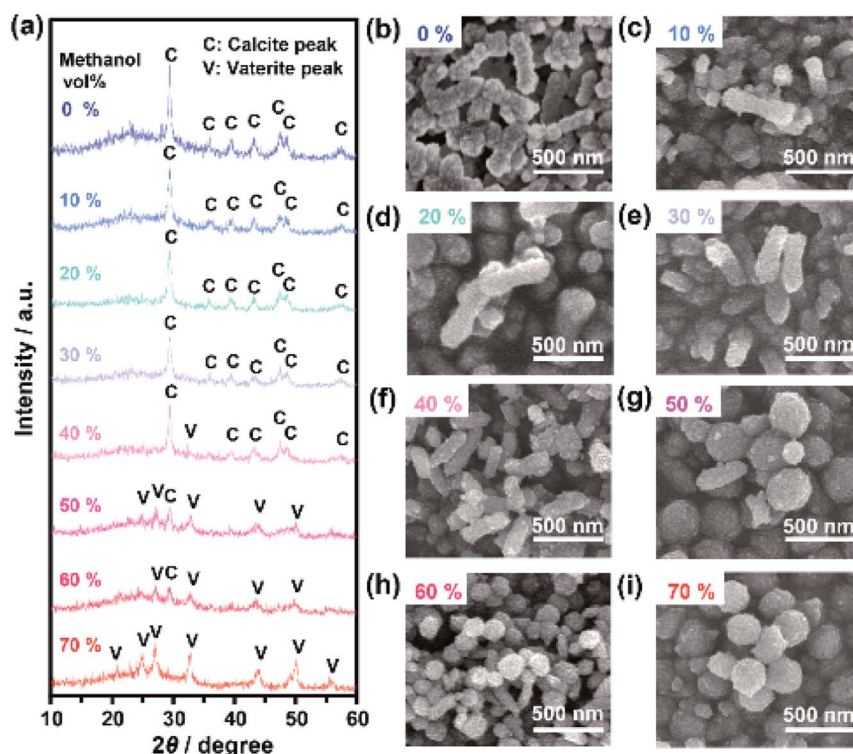 (a)
Methanol
vol%
C: Calcite peak
V: Vaterite peak
0 %
C
C C C C C C
10 %
C
C C C C C C
20 %
C
C C C C C C
30 %
C
C C C C C C
40 %
C
V C C C C C
50 %
V V C V V V
60 %
V C V V V
70 %
V V V V V V V
Intensity / a.u.
10 20 30 40 50 60
2θ / degree
(b) 0 %
500 nm
(c) 10 %
500 nm
(d) 20 %
500 nm
(e) 30 %
500 nm
(f) 40 %
500 nm
(g) 50 %
500 nm
(h) 60 %
500 nm
(i) 70 %
500 nm